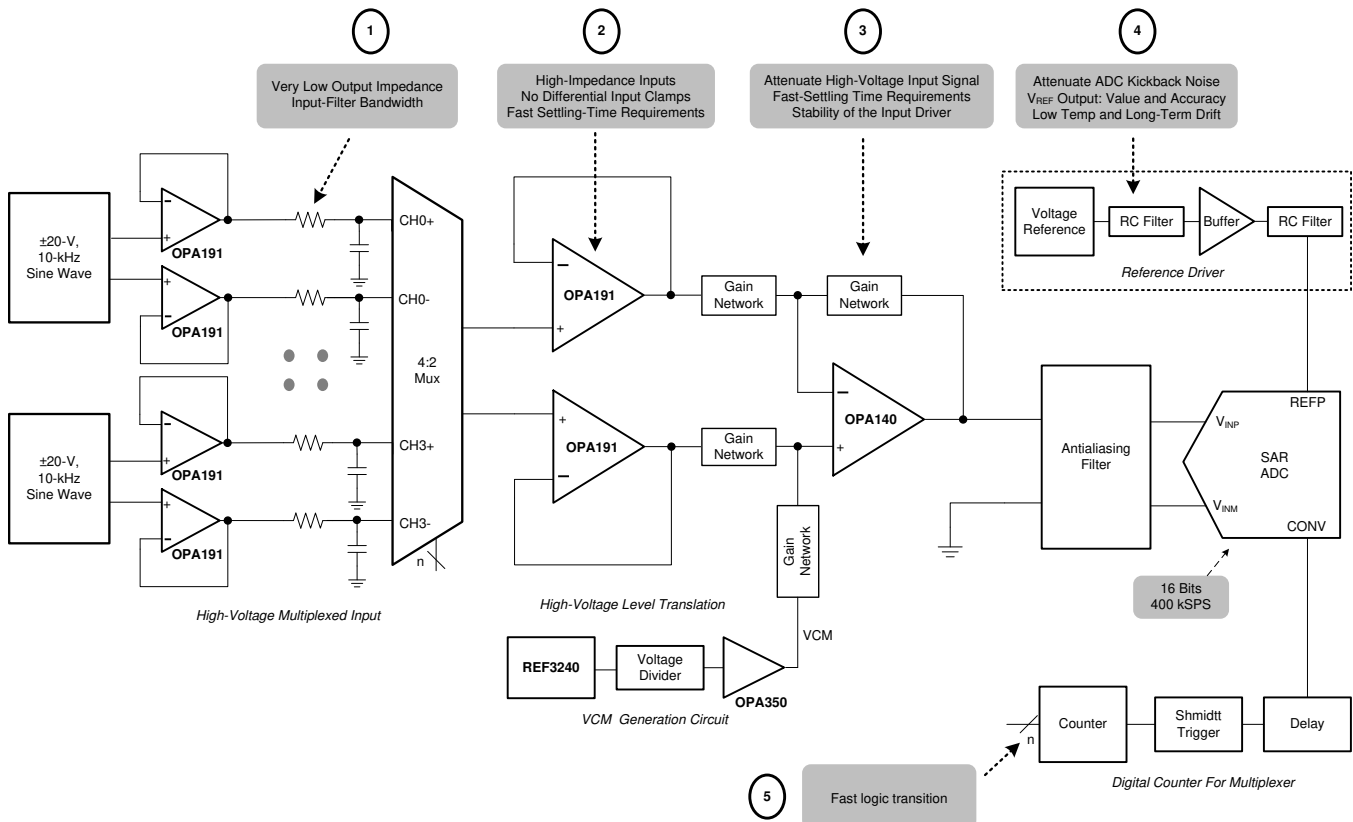 1
2
3
4
Very Low Output Impedance
Input-Filter Bandwidth
High-Impedance Inputs
No Differential Input Clamps
Fast Settling-Time Requirements
Attenuate High-Voltage Input Signal
Fast-Settling Time Requirements
Stability of the Input Driver
Attenuate ADC Kickback Noise
VREF Output: Value and Accuracy
Low Temp and Long-Term Drift
±20-V,
10-kHz
Sine Wave
-
+
OPA191
+
-
OPA191
±20-V,
10-kHz
Sine Wave
-
+
OPA191
+
-
OPA191
CH0+
CH0-
CH3+
CH3-
4:2
Mux
n
High-Voltage Multiplexed Input
-
OPA191
+
+
OPA191
-
High-Voltage Level Translation
Gain
Network
Gain
Network
Gain
Network
Gain
Network
-
OPA140
+
VCM
REF3240
Voltage
Divider
OPA350
VCM Generation Circuit
Voltage
Reference
RC Filter
Buffer
RC Filter
Reference Driver
Antialiasing
Filter
REFP
VINP
SAR
ADC
VINM
CONV
16 Bits
400 kSPS
n
Counter
Shmidtt
Trigger
Delay
Digital Counter For Multiplexer
5
Fast logic transition